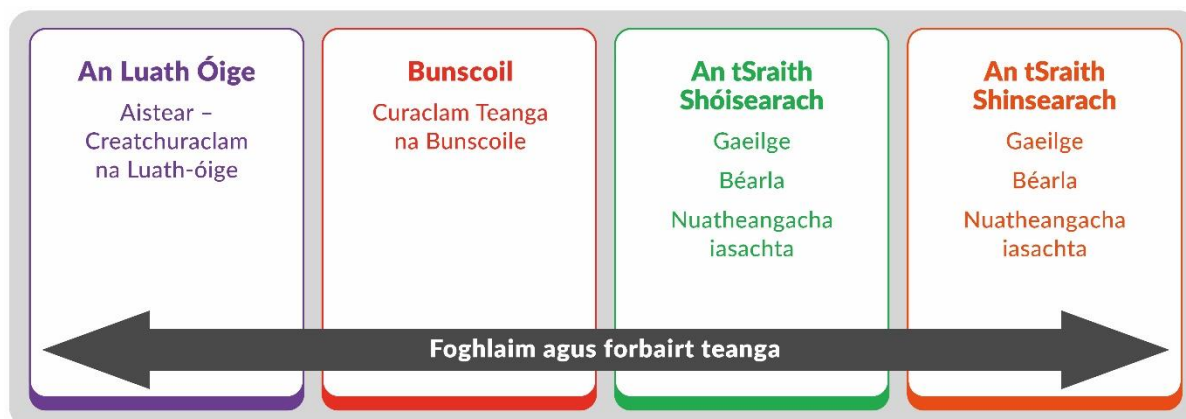 An Luath Óige
Aistear –
Creatchuraclam
na Luath-óige
Bunscoil
Curaclam Teanga
na Bunscoile
An tSraith
Shóisearach
Gaeilge
Béarla
Nuatheangacha
iasachta
An tSraith
Shinsearach
Gaeilge
Béarla
Nuatheangacha
iasachta
Foghlaim agus forbairt teanga